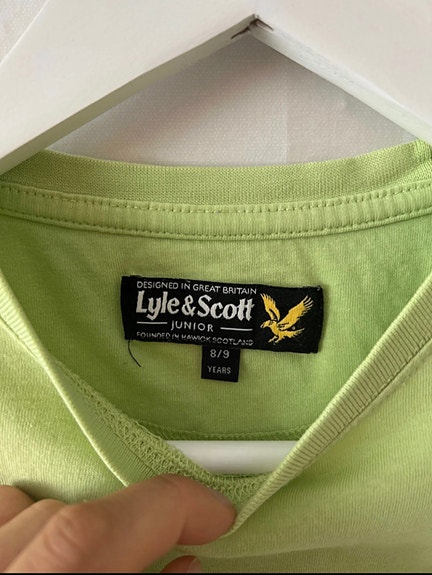 DESIGNED IN GREAT BRITAIN
Lyle&Scott
JUNIOR
FOUNDED IN HAWICK SCOTLAND
8/9
YEARS